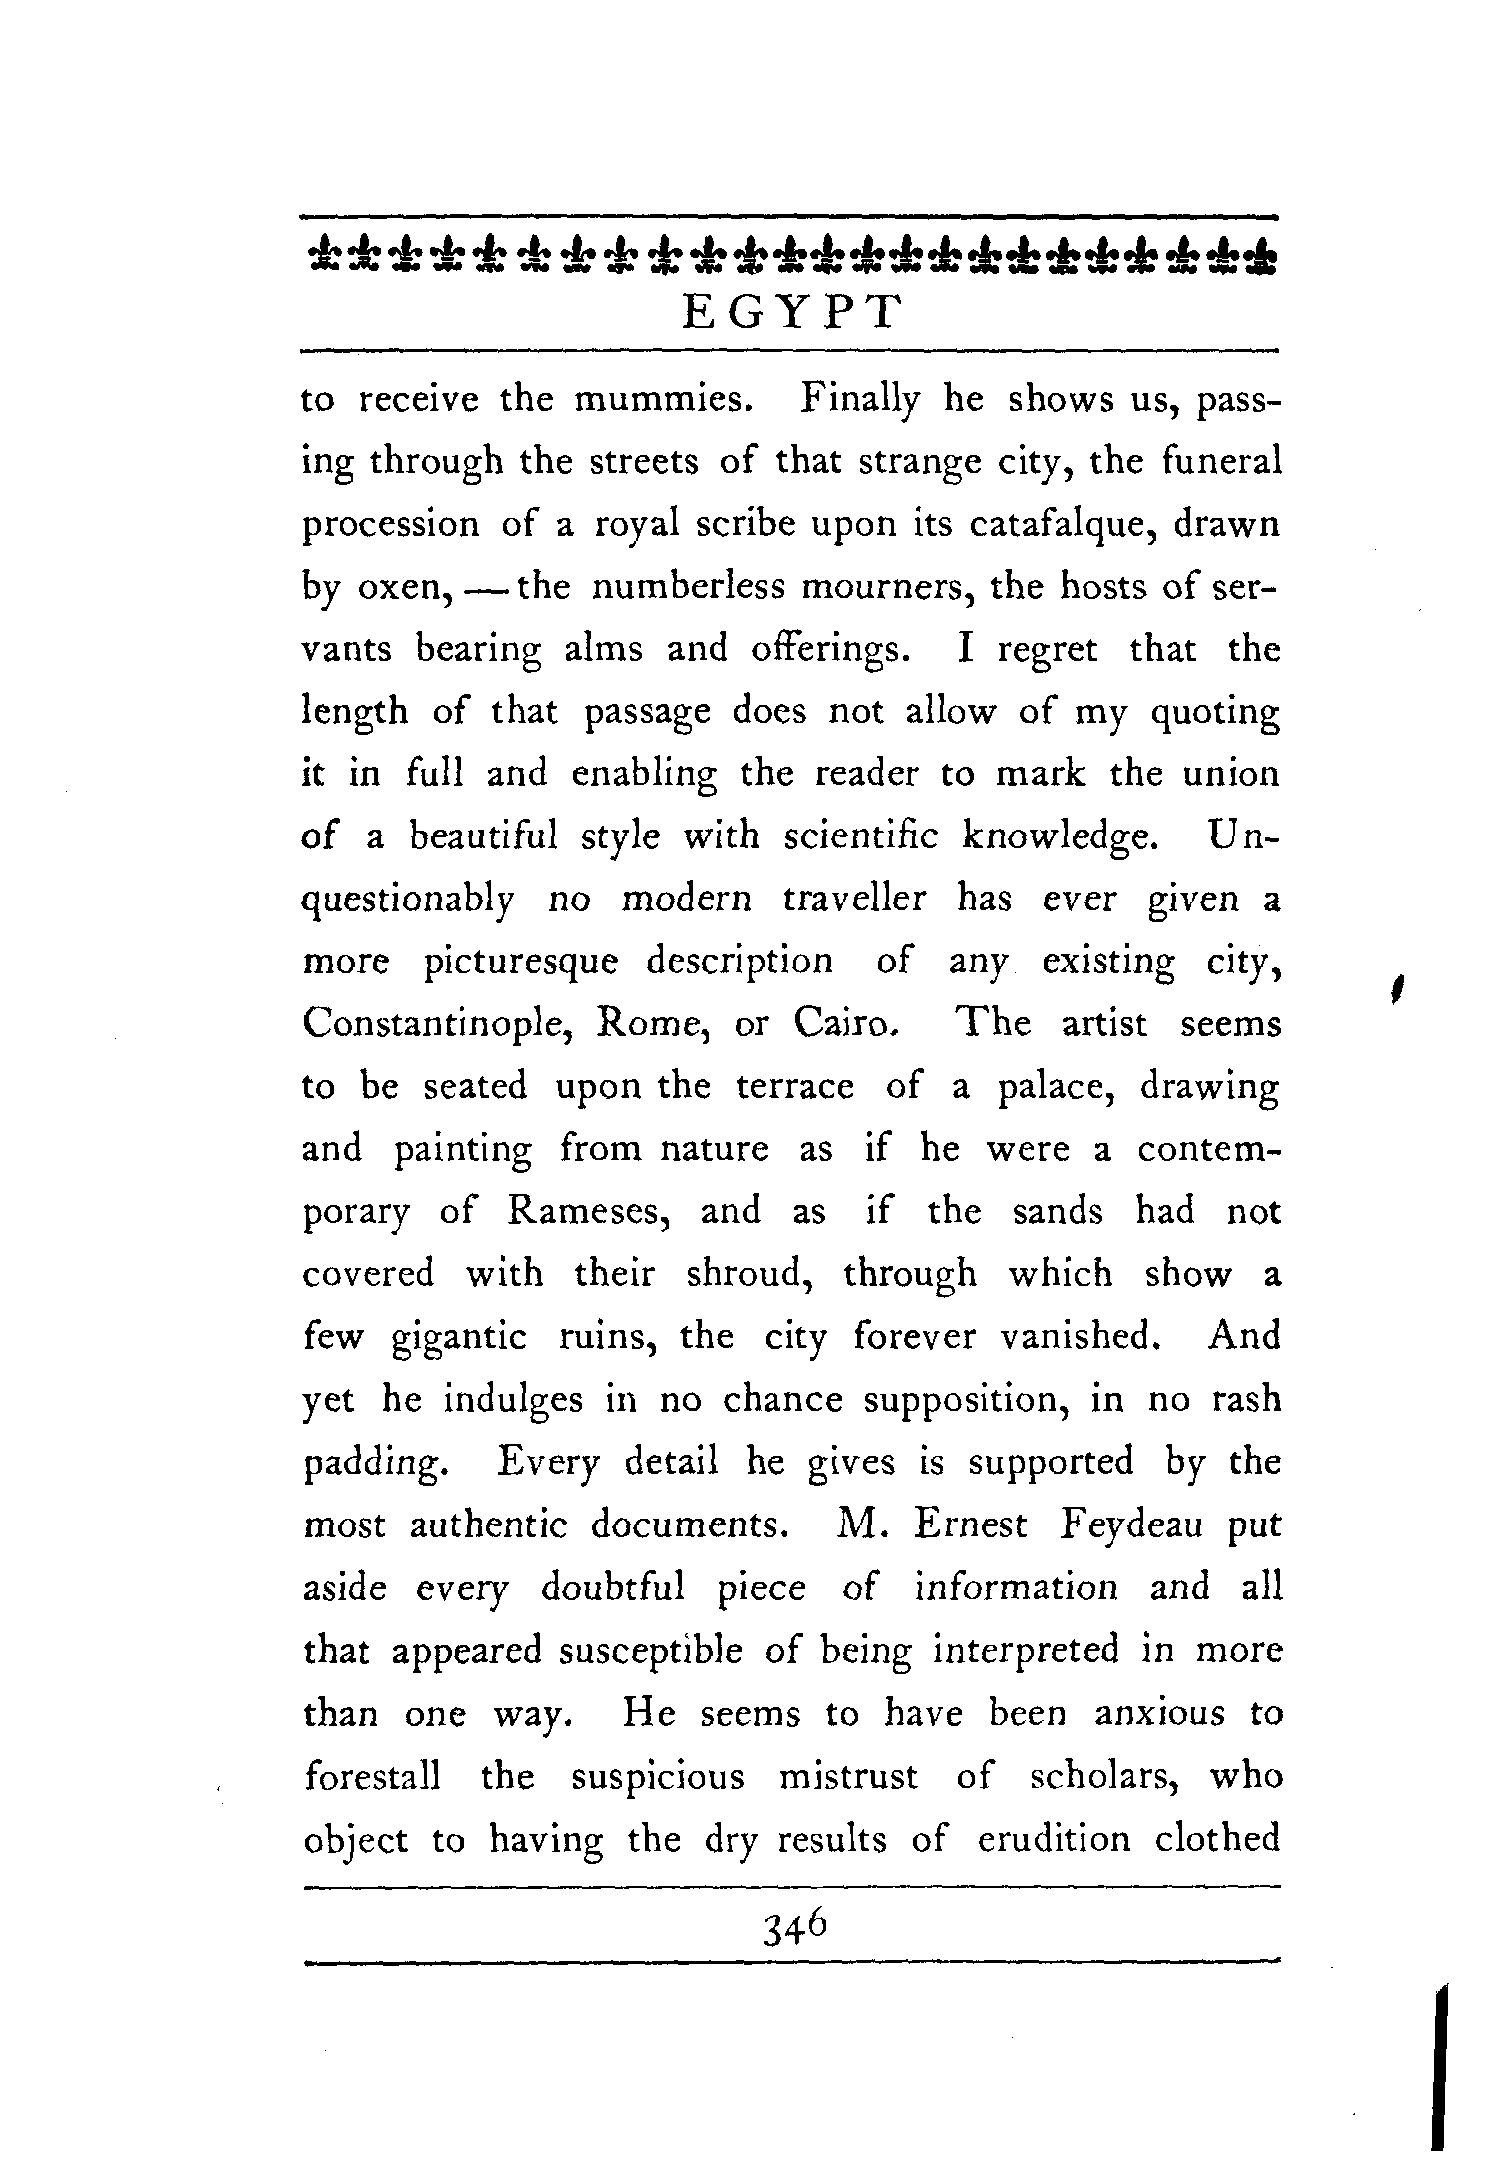 EGYPT
to receive the mummies. Finally he shows us, pass-
ing through the streets of that strange city, the funeral
procession of a royal scribe upon its catafalque, drawn
by oxen, — the numberless mourners, the hosts of ser-
vants bearing alms and offerings. I regret that the
length of that passage does not allow of my quoting
it in full and enabling the reader to mark the union
of a beautiful style with scientific knowledge. Un-
questionably no modern traveller has ever given a
more picturesque description of any existing city,
Constantinople, Rome, or Cairo. The artist seems
to be seated upon the terrace of a palace, drawing
and painting from nature as if he were a contem-
porary of Rameses, and as if the sands had not
covered with their shroud, through which show a
few gigantic ruins, the city forever vanished. And
yet he indulges in no chance supposition, in no rash
padding. Every detail he gives is supported by the
most authentic documents. M. Ernest Feydeau put
aside every doubtful piece of information and all
that appeared susceptible of being interpreted in more
than one way. He seems to have been anxious to
forestall the suspicious mistrust of scholars, who
object to having the dry results of erudition clothed
346